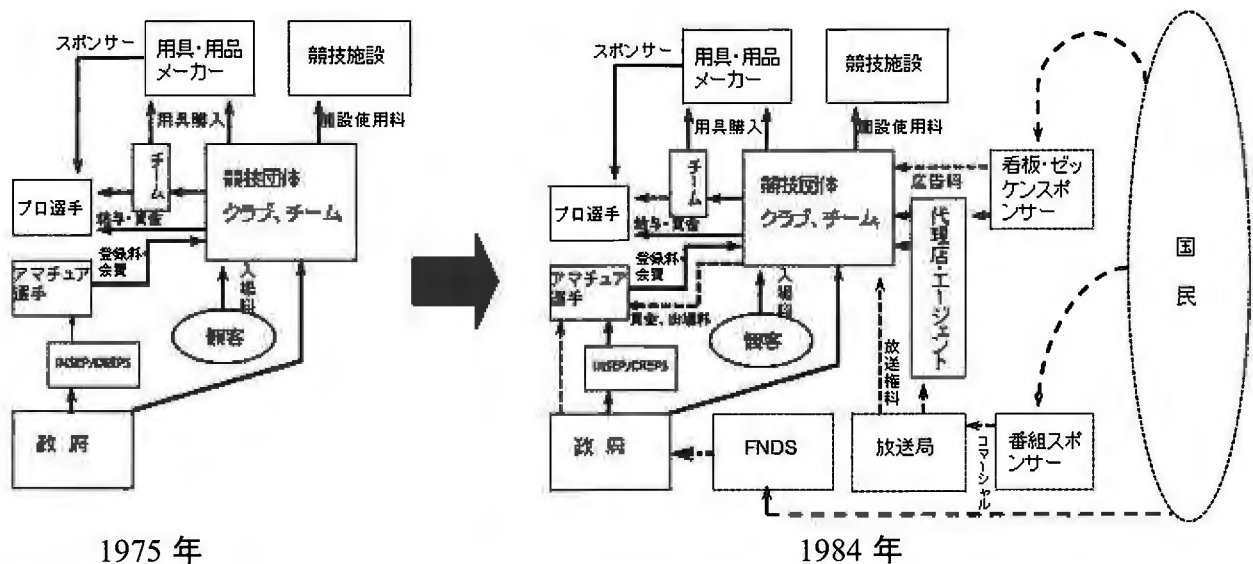 スポンサー
用具・用品
メーカー
競技施設
用具購入
施設使用料
チーム
競技団体
クラブ、チーム
プロ選手
給与・賞金
登録料・
会費
アマチュア
選手
入場料
観客
INSEP/CREPS
政府
1975 年
スポンサー
用具・用品
メーカー
競技施設
用具購入
施設使用料
チーム
競技団体
クラブ、チーム
広告料
看板・ゼッ
ケンスポ
ンサー
プロ選手
給与・賞金
代理店・エージェント
登録料・
会費
アマチュア
選手
賞金、出場料
入場料
観客
放送権料
INSEP/CREPS
政府
FNDS
放送局
コマーシャル
番組スポ
ンサー
国民
1984 年